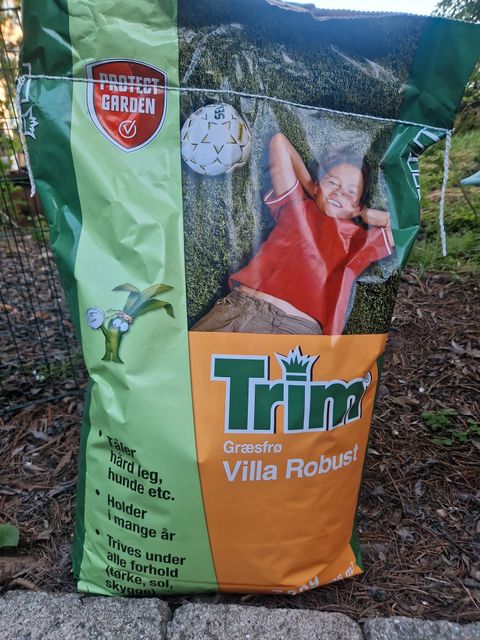 PROTECT
GARDEN
Trim®
Græsfrø
Villa Robust
• Tåler
hård leg,
hunde etc.
• Holder
i mange år
• Trives under
alle forhold
(tørke, sol,
skygge)